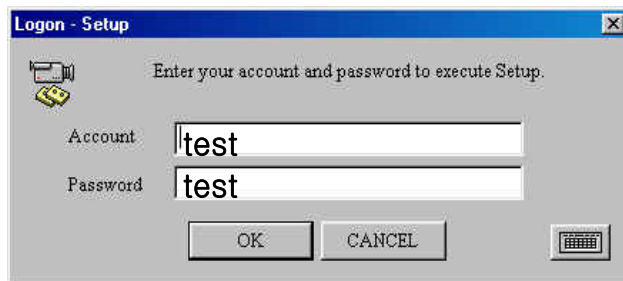 Logon - Setup
Enter your account and password to execute Setup.
Account test
Password test
OK CANCEL